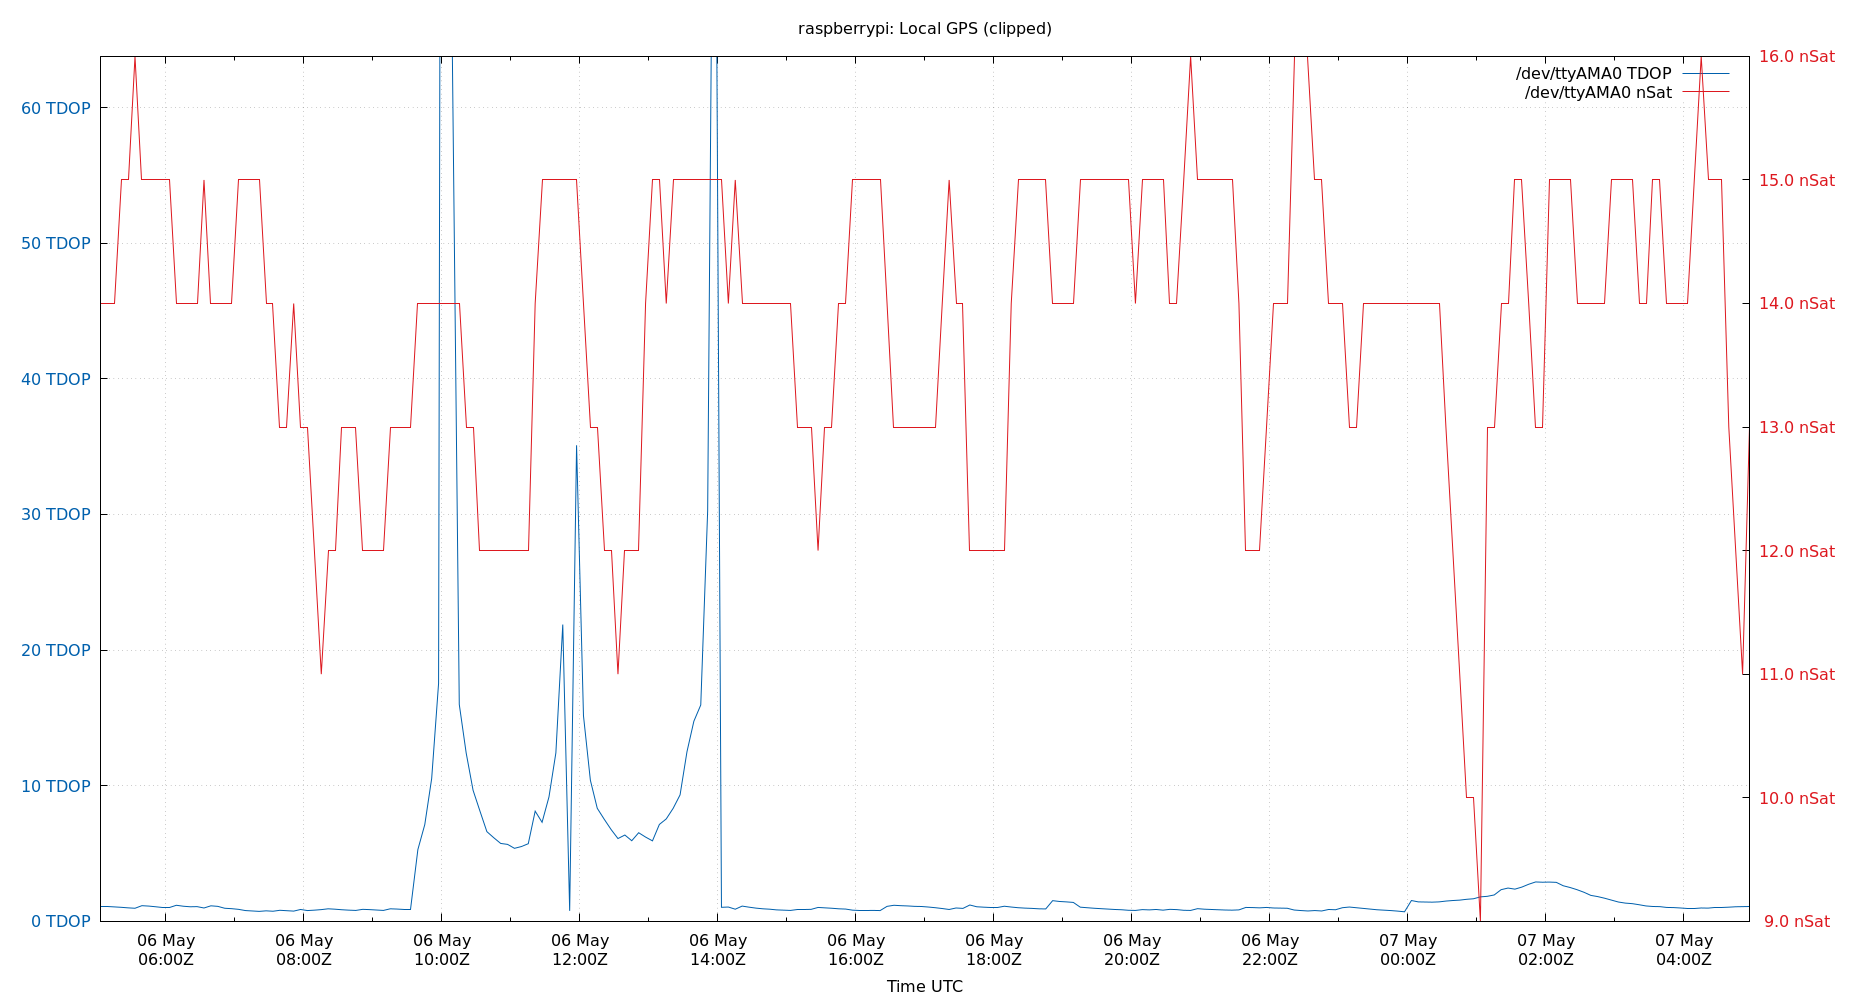 raspberrypi: Local GPS (clipped)
/dev/ttyAMA0 TDOP
/dev/ttyAMA0 nSat
60 TDOP
50 TDOP
40 TDOP
30 TDOP
20 TDOP
10 TDOP
0 TDOP
16.0 nSat
15.0 nSat
14.0 nSat
13.0 nSat
12.0 nSat
11.0 nSat
10.0 nSat
9.0 nSat
06 May
06:00Z
06 May
08:00Z
06 May
10:00Z
06 May
12:00Z
06 May
14:00Z
06 May
16:00Z
06 May
18:00Z
06 May
20:00Z
06 May
22:00Z
07 May
00:00Z
07 May
02:00Z
07 May
04:00Z
Time UTC